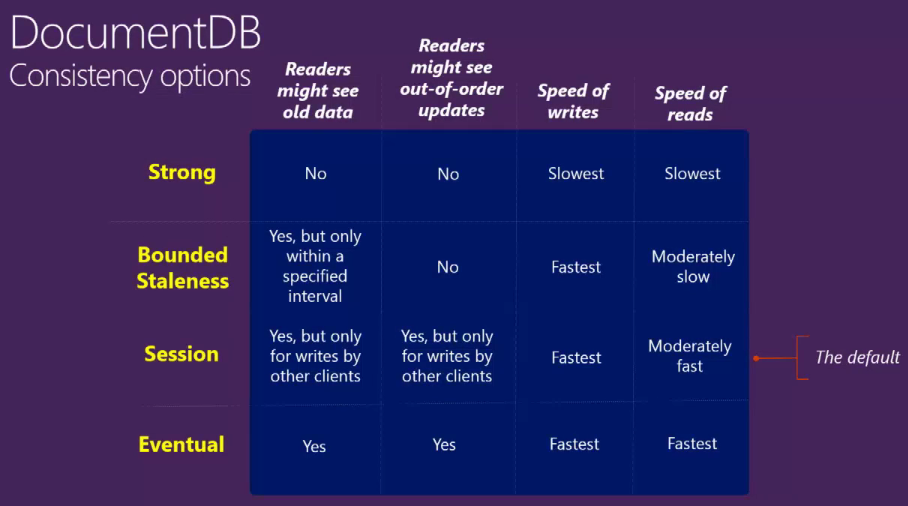 DocumentDB
Consistency options
Readers
might see
old data
Readers
might see
out-of-order
updates
Speed of
writes
Speed of
reads
Strong
No
No
Slowest
Slowest
Bounded
Staleness
Yes, but only
within a
specified
interval
No
Fastest
Moderately
slow
Session
Yes, but only
for writes by
other clients
Yes, but only
for writes by
other clients
Fastest
Moderately
fast
The default
Eventual
Yes
Yes
Fastest
Fastest